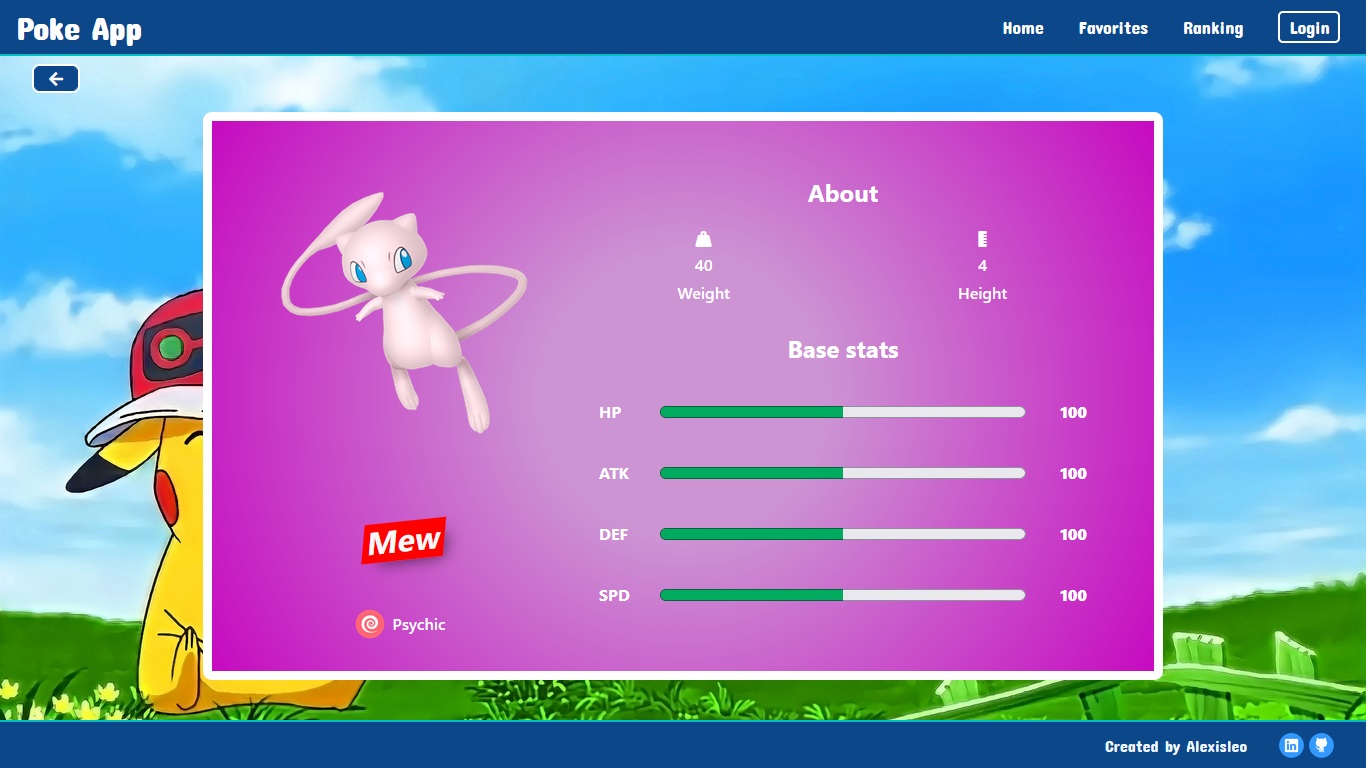 Poke App
Home Favorites Ranking Login
About
40 4
Weight Height
Base stats
HP 100
ATK 100
DEF 100
SPD 100
Mew
Psychic
Created by Alexisleo
in